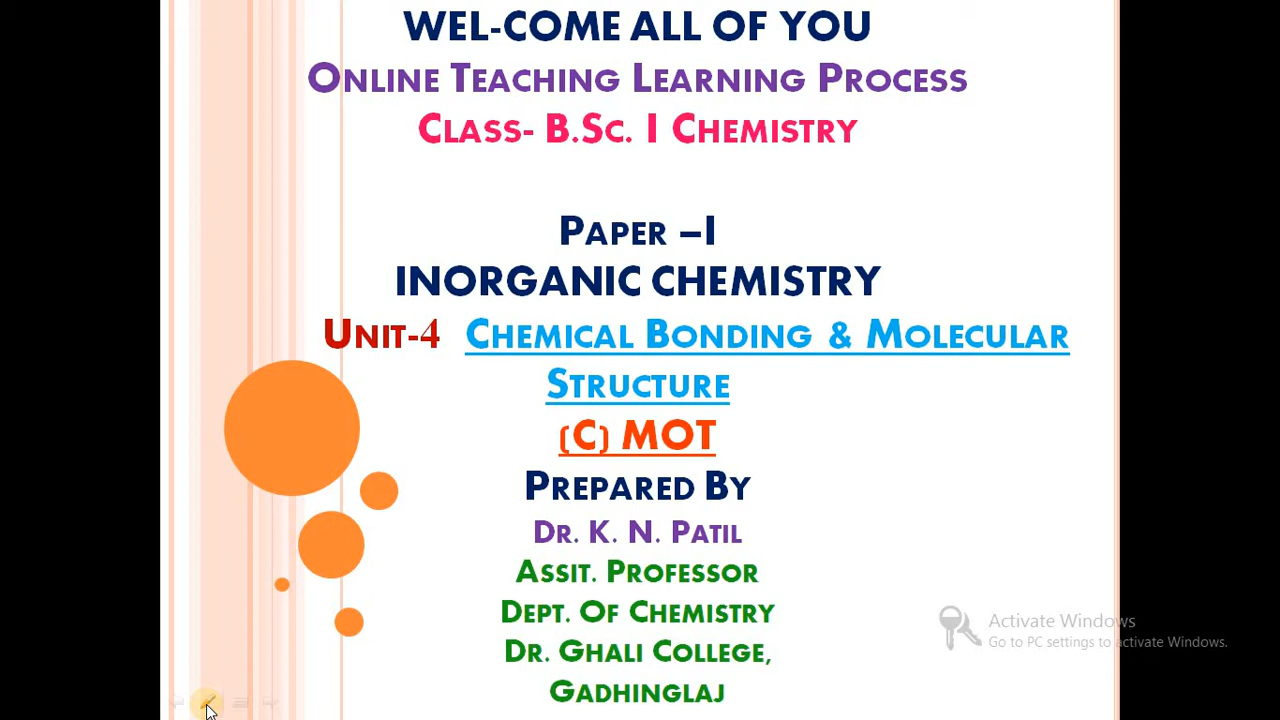 WEL-COME ALL OF YOU
ONLINE TEACHING LEARNING PROCESS
CLASS- B.SC. I CHEMISTRY
PAPER –I
INORGANIC CHEMISTRY
UNIT-4 CHEMICAL BONDING & MOLECULAR
STRUCTURE
(C) MOT
PREPARED BY
DR. K. N. PATIL
ASSIT. PROFESSOR
DEPT. OF CHEMISTRY
DR. GHALI COLLEGE,
GADHINGLAJ
Activate Windows
Go to PC settings to activate Windows.